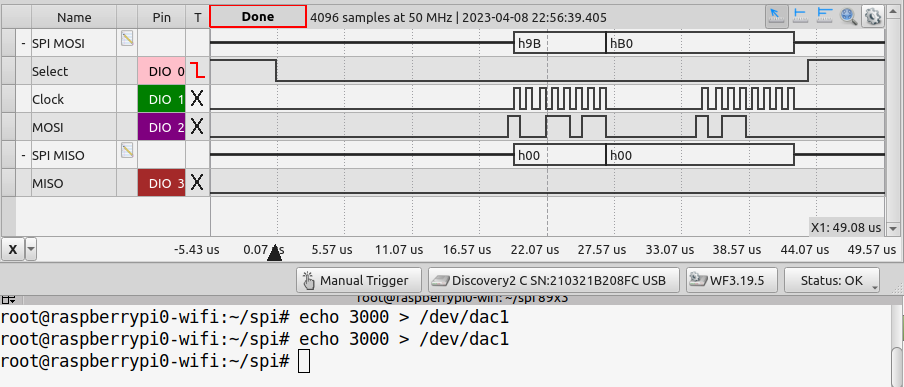 Name Pin T Done 4096 samples at 50 MHz | 2023-04-08 22:56:39.405
- SPI MOSI h9B hB0
Select DIO 0
Clock DIO 1 X
MOSI DIO 2 X
- SPI MISO h00 h00
MISO DIO 3 X
X1: 49.08 us
X -5.43 us 0.07 us 5.57 us 11.07 us 16.57 us 22.07 us 27.57 us 33.07 us 38.57 us 44.07 us 49.57 us
Manual Trigger Discovery2 C SN:210321B208FC USB WF3.19.5 Status: OK
root@raspberrypi0-wifi: ~/spi 89x3
root@raspberrypi0-wifi:~/spi# echo 3000 > /dev/dac1
root@raspberrypi0-wifi:~/spi# echo 3000 > /dev/dac1
root@raspberrypi0-wifi:~/spi#